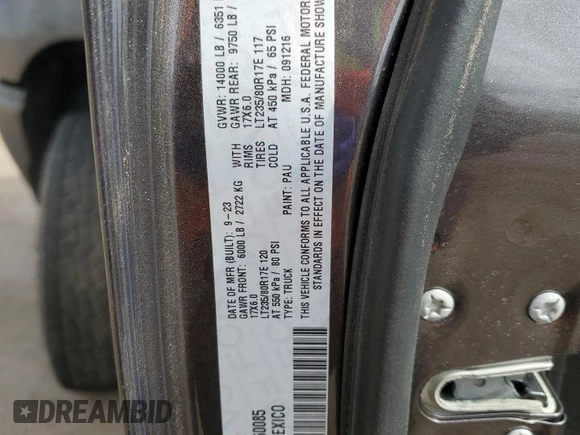 DATE OF MFR (BUILT): 9-23 GVWR: 14000 LB / 6351
GAWR FRONT: 6000 LB / 2722 KG WITH GAWR REAR: 9750 LB /
17X6.0 RIMS 17X6.0
LT235/80R17E 120 TIRES LT235/80R17E 117
AT 550 kPa / 80 PSI COLD AT 450 kPa / 65 PSI
TYPE: TRUCK PAINT: PAU MDH: 091216
THIS VEHICLE CONFORMS TO ALL APPLICABLE U.S.A. FEDERAL MOTOR
STANDARDS IN EFFECT ON THE DATE OF MANUFACTURE SHOW
50085
EXICO
AUTOBIDMASTER